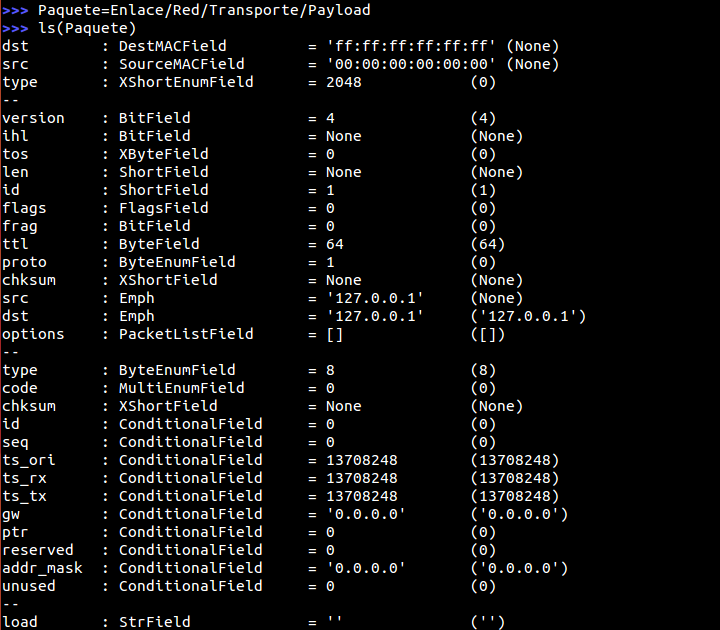 >>> Paquete=Enlace/Red/Transporte/Payload
>>> ls(Paquete)
dst        : DestMACField         = 'ff:ff:ff:ff:ff:ff' (None)
src        : SourceMACField       = '00:00:00:00:00:00' (None)
type       : XShortEnumField      = 2048            (0)
--
version    : BitField             = 4               (4)
ihl        : BitField             = None            (None)
tos        : XByteField           = 0               (0)
len        : ShortField           = None            (None)
id         : ShortField           = 1               (1)
flags      : FlagsField           = 0               (0)
frag       : BitField             = 0               (0)
ttl        : ByteField            = 64              (64)
proto      : ByteEnumField        = 1               (0)
chksum     : XShortField          = None            (None)
src        : Emph                 = '127.0.0.1'     (None)
dst        : Emph                 = '127.0.0.1'     ('127.0.0.1')
options    : PacketListField      = []              ([])
--
type       : ByteEnumField        = 8               (8)
code       : MultiEnumField       = 0               (0)
chksum     : XShortField          = None            (None)
id         : ConditionalField     = 0               (0)
seq        : ConditionalField     = 0               (0)
ts_ori     : ConditionalField     = 13708248        (13708248)
ts_rx      : ConditionalField     = 13708248        (13708248)
ts_tx      : ConditionalField     = 13708248        (13708248)
gw         : ConditionalField     = '0.0.0.0'       ('0.0.0.0')
ptr        : ConditionalField     = 0               (0)
reserved   : ConditionalField     = 0               (0)
addr_mask  : ConditionalField     = '0.0.0.0'       ('0.0.0.0')
unused     : ConditionalField     = 0               (0)
--
load       : StrField             = ''              ('')